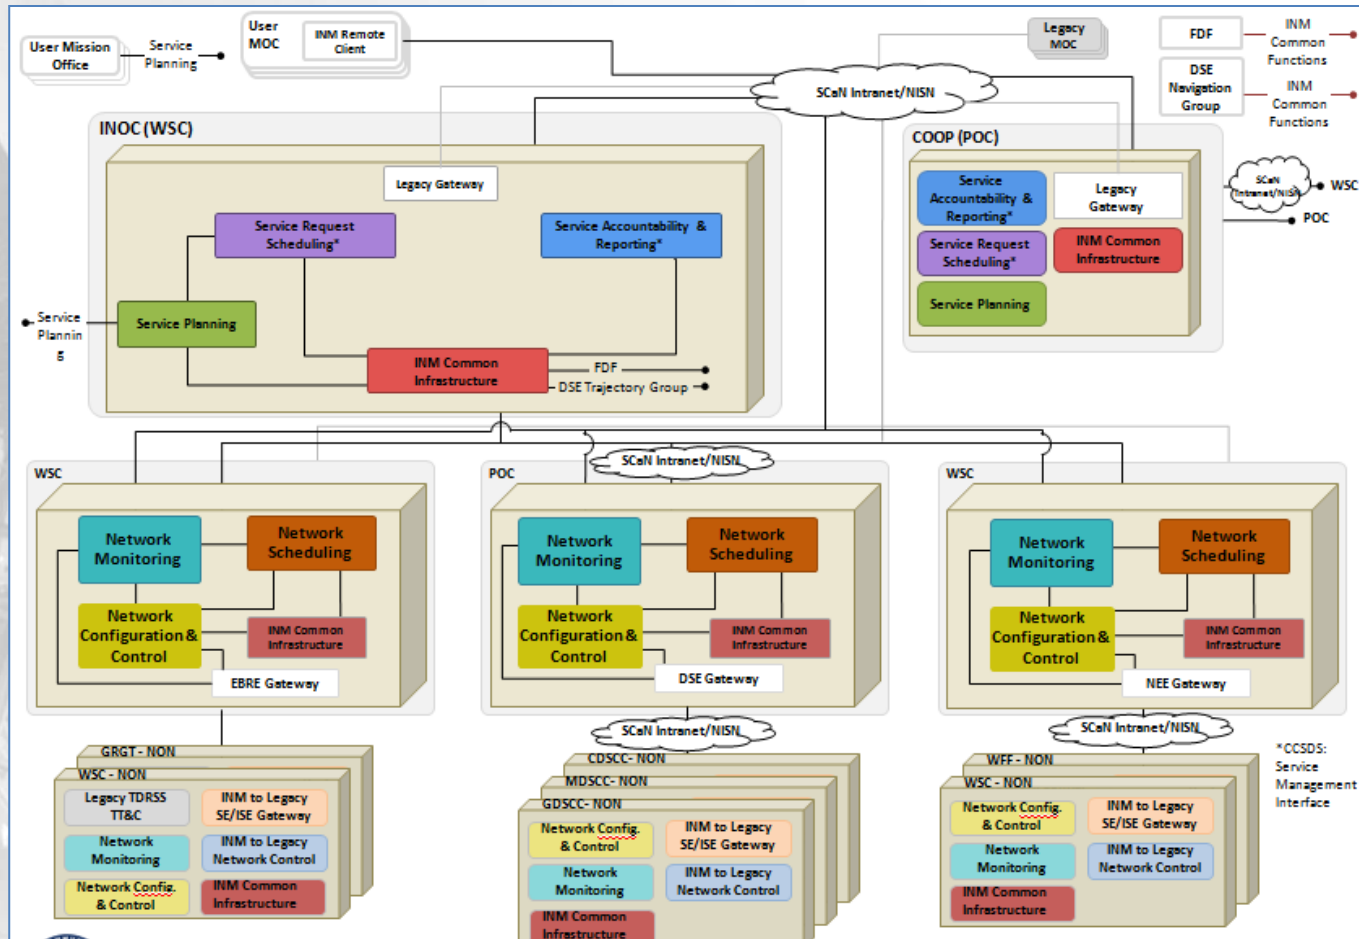 User Mission
Office
Service
Planning
User
MOC
INM Remote
Client
Legacy
MOC
FDF
INM
Common
Functions
DSE
Navigation
Group
INM
Common
Functions
SCaN Intranet/NISN
INOC (WSC)
Legacy Gateway
Service Request
Scheduling*
Service Accountability &
Reporting*
Service
Plannin
g
Service Planning
INM Common
Infrastructure
FDF
DSE Trajectory Group
COOP (POC)
Service
Accountability &
Reporting*
Legacy
Gateway
Service Request
Scheduling*
INM Common
Infrastructure
Service Planning
SCaN
Intranet/NISN
WSC
POC
WSC
Network
Monitoring
Network
Scheduling
Network
Configuration &
Control
INM Common
Infrastructure
EBRE Gateway
POC
SCaN Intranet/NISN
Network
Monitoring
Network
Scheduling
Network
Configuration &
Control
INM Common
Infrastructure
DSE Gateway
WSC
Network
Monitoring
Network
Scheduling
Network
Configuration &
Control
INM Common
Infrastructure
NEE Gateway
GRGT - NON
WSC - NON
Legacy TDRSS
TT&C
INM to Legacy
SE/ISE Gateway
Network
Monitoring
INM to Legacy
Network Control
Network Config.
& Control
INM Common
Infrastructure
SCaN Intranet/NISN
CDSCC- NON
MDSCC- NON
GDSCC- NON
Network Config.
& Control
INM to Legacy
SE/ISE Gateway
Network
Monitoring
INM to Legacy
Network Control
INM Common
Infrastructure
SCaN Intranet/NISN
WFF - NON
WSC - NON
Network Config.
& Control
INM to Legacy
SE/ISE Gateway
Network
Monitoring
INM to Legacy
Network Control
INM Common
Infrastructure
*CCSDS:
Service
Management
Interface